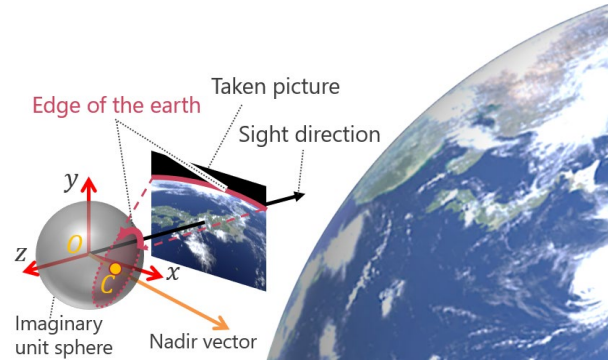 Taken picture
Edge of the earth
Sight direction
y
O
z
x
C
Imaginary
unit sphere
Nadir vector